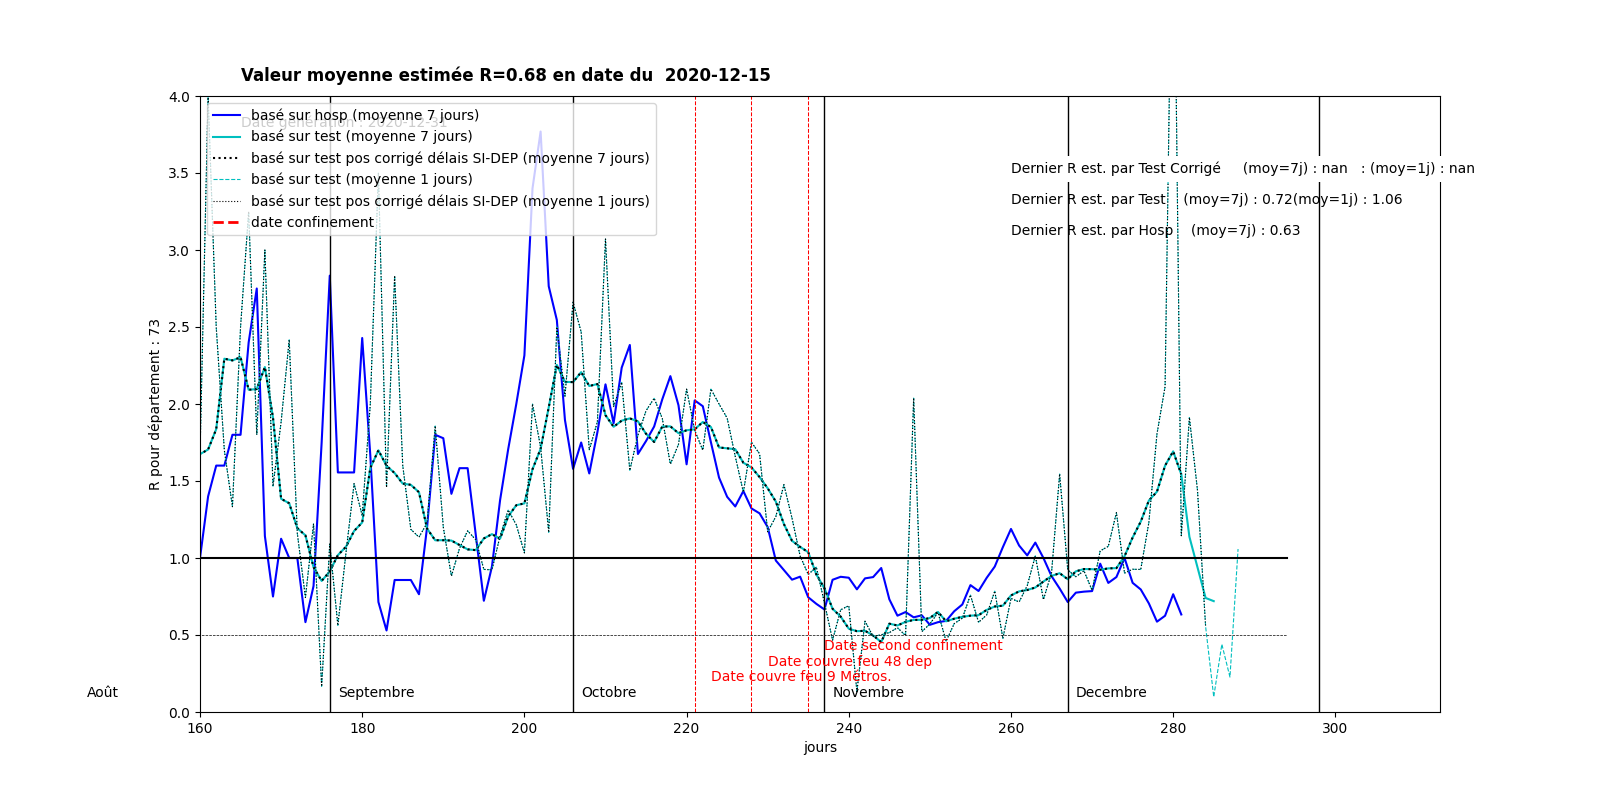 Valeur moyenne estimée R=0.68 en date du  2020-12-15
Date génération : 2020-12-31
basé sur hosp (moyenne 7 jours)
basé sur test (moyenne 7 jours)
basé sur test pos corrigé délais SI-DEP (moyenne 7 jours)
basé sur test (moyenne 1 jours)
basé sur test pos corrigé délais SI-DEP (moyenne 1 jours)
date confinement
Dernier R est. par Test Corrigé     (moy=7j) : nan   : (moy=1j) : nan
Dernier R est. par Test    (moy=7j) : 0.72(moy=1j) : 1.06
Dernier R est. par Hosp    (moy=7j) : 0.63
R pour département : 73
4.0
3.5
3.0
2.5
2.0
1.5
1.0
0.5
0.0
Date second confinement
Date couvre feu 48 dep
Date couvre feu 9 Métros.
Août
Septembre
Octobre
Novembre
Decembre
160
180
200
220
240
260
280
300
jours